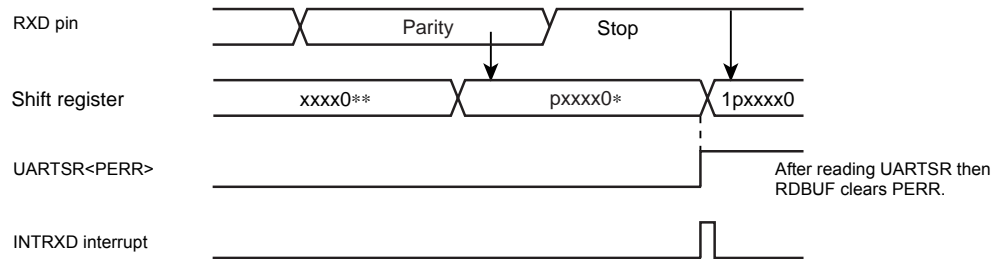 RXD pin
Parity
Stop
Shift register
xxxx0**
pxxxx0*
1pxxxx0
UARTSR<PERR>
After reading UARTSR then
RDBUF clears PERR.
INTRXD interrupt